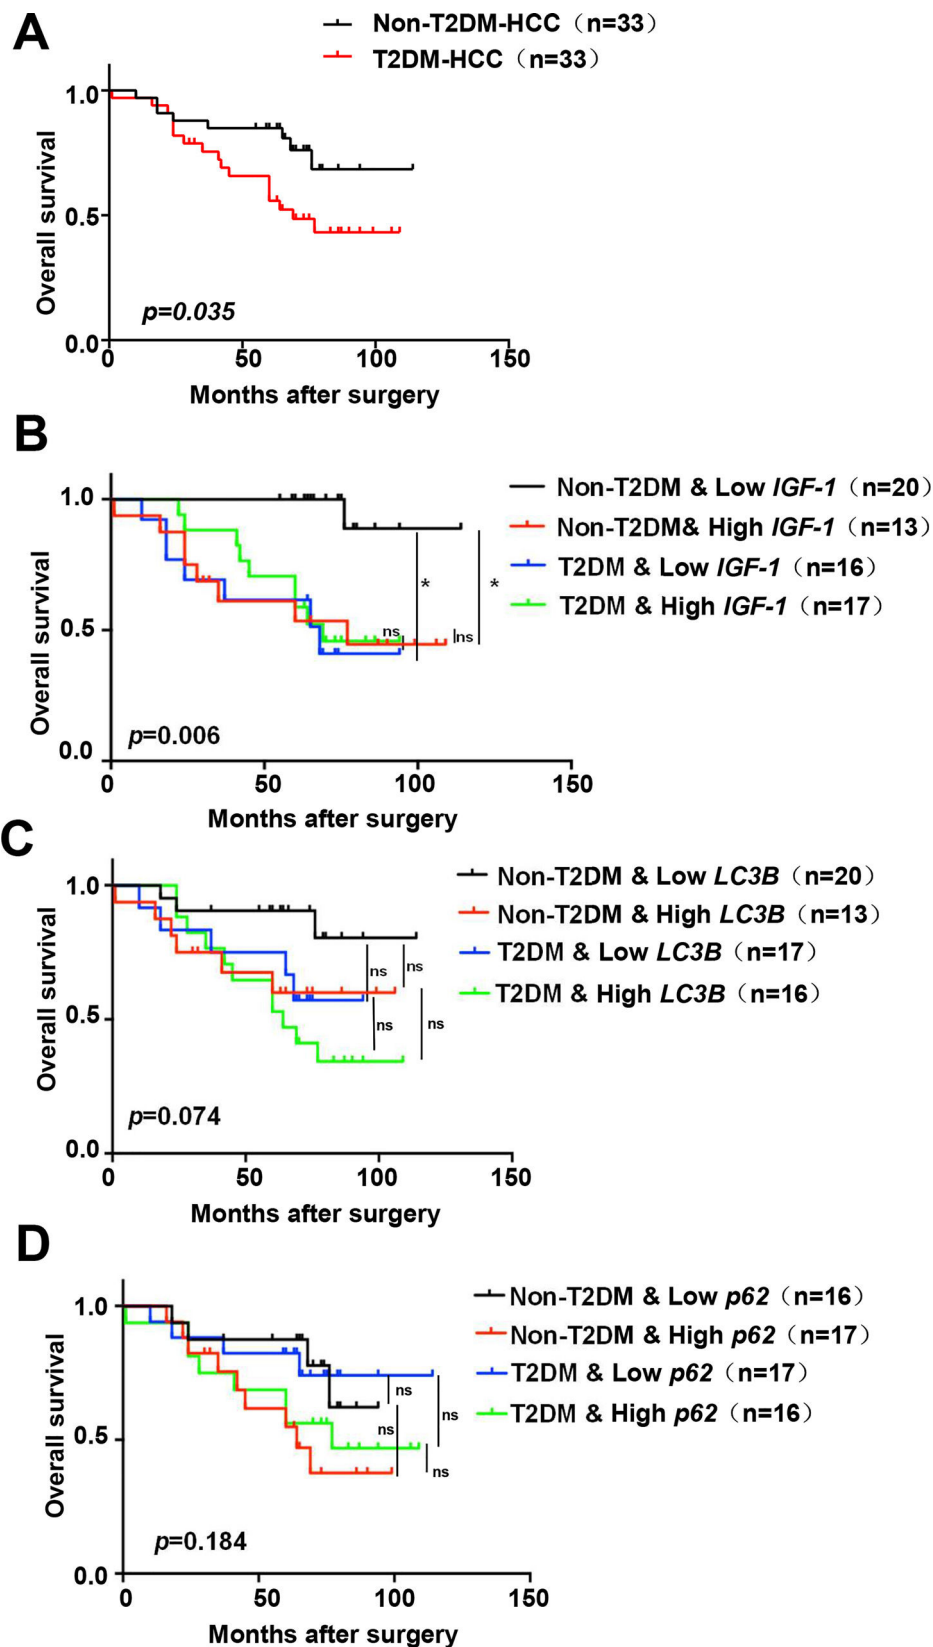 A
Non-T2DM-HCC（n=33）
T2DM-HCC（n=33）
Overall survival
1.0
0.5
0.0
p=0.035
0 50 100 150
Months after surgery
B
Non-T2DM & Low IGF-1（n=20）
Non-T2DM& High IGF-1（n=13）
T2DM & Low IGF-1（n=16）
T2DM & High IGF-1（n=17）
Overall survival
1.0
0.5
0.0
* *
ns ns
p=0.006
0 50 100 150
Months after surgery
C
Non-T2DM & Low LC3B（n=20）
Non-T2DM & High LC3B（n=13）
T2DM & Low LC3B（n=17）
T2DM & High LC3B（n=16）
Overall survival
1.0
0.5
0.0
ns ns
ns ns
p=0.074
0 50 100 150
Months after surgery
D
Non-T2DM & Low p62（n=16）
Non-T2DM & High p62（n=17）
T2DM & Low p62（n=17）
T2DM & High p62（n=16）
Overall survival
1.0
0.5
0.0
ns
ns ns
ns
p=0.184
0 50 100 150
Months after surgery